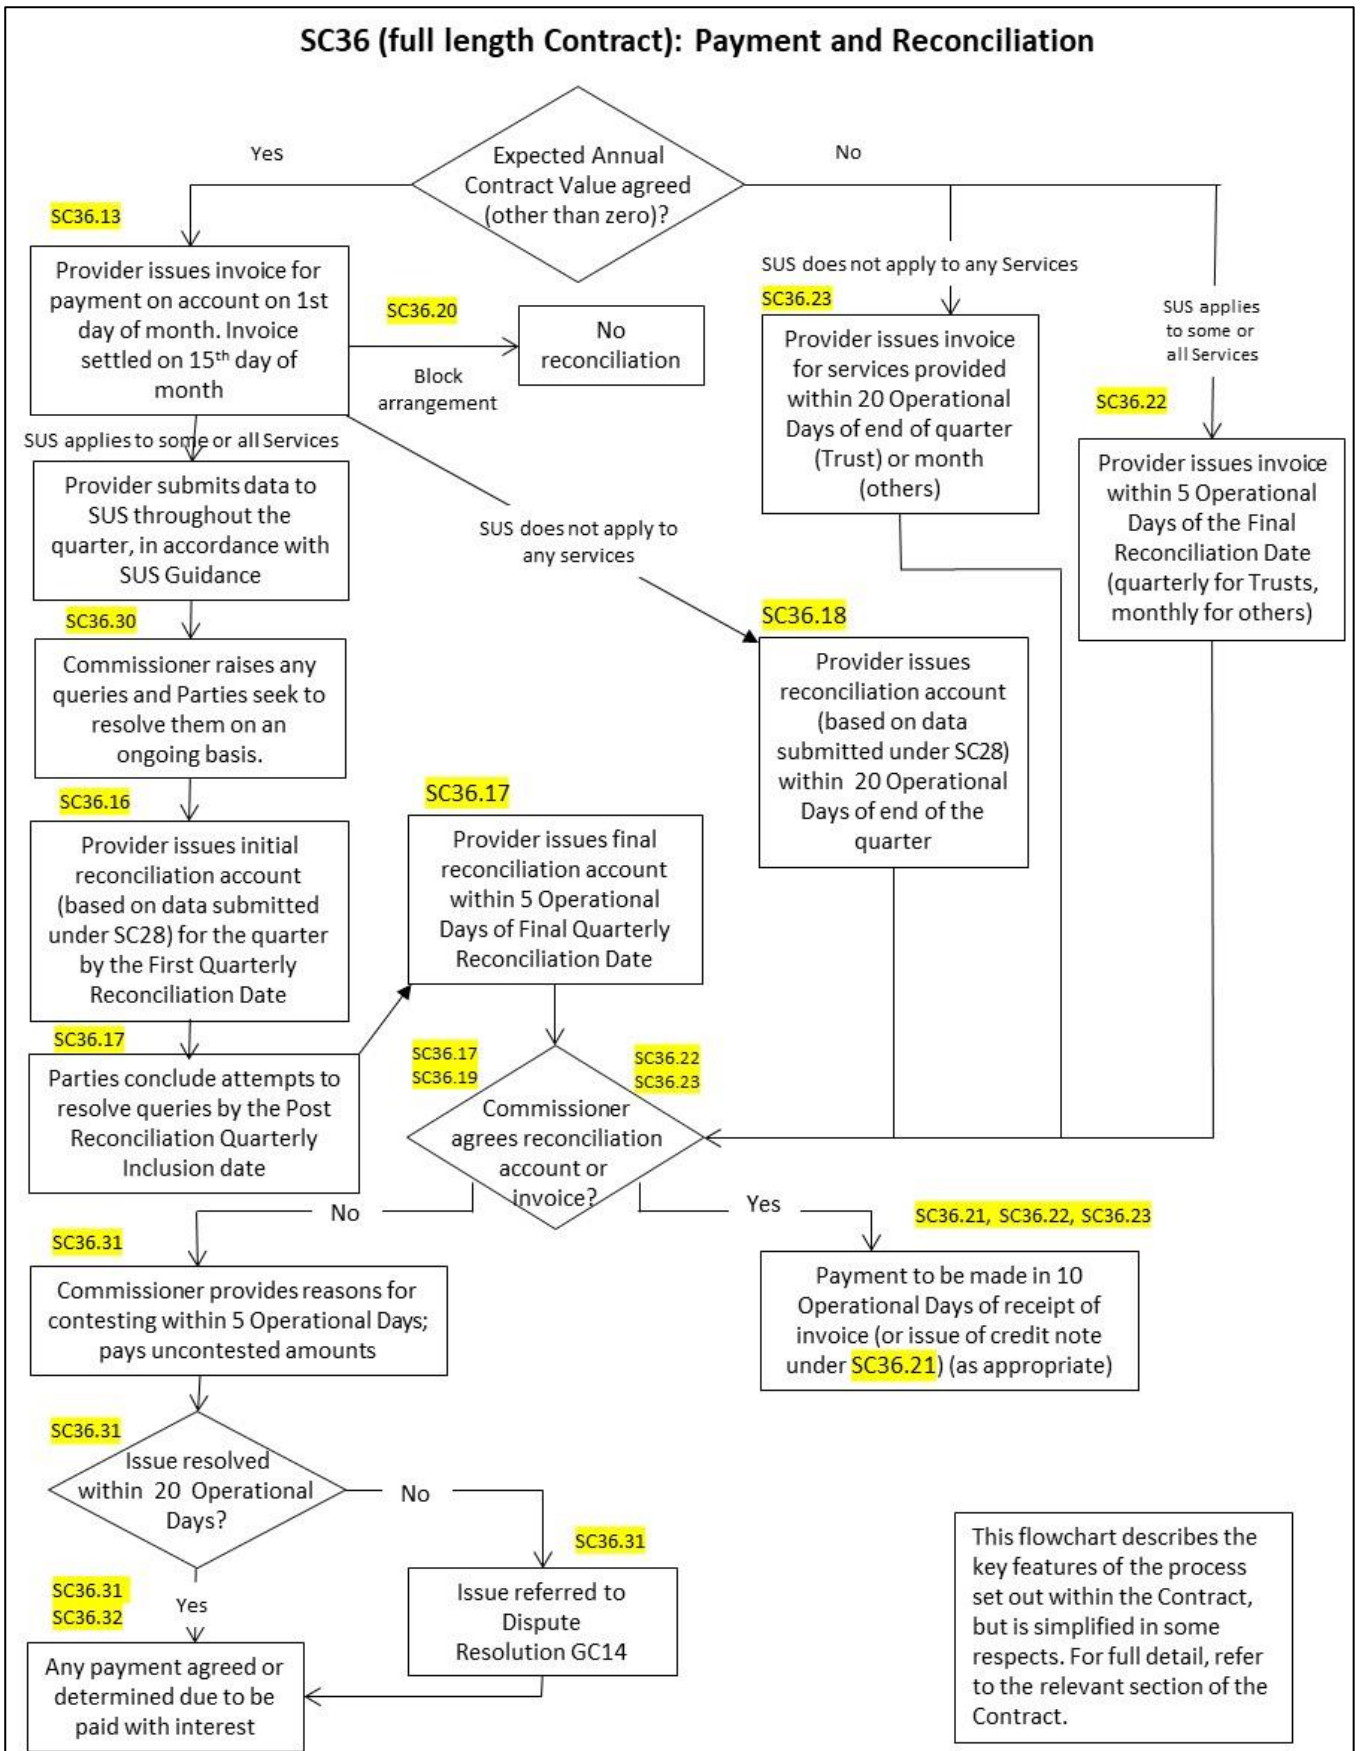 SC36 (full length Contract): Payment and Reconciliation
Expected Annual
Contract Value agreed
(other than zero)?
Yes
No
SC36.13
Provider issues invoice for
payment on account on 1st
day of month. Invoice
settled on 15th day of
month
SC36.20
Block
arrangement
No
reconciliation
SUS does not apply to any Services
SC36.23
Provider issues invoice
for services provided
within 20 Operational
Days of end of quarter
(Trust) or month
(others)
SUS applies
to some or
all Services
SC36.22
Provider issues invoice
within 5 Operational
Days of the Final
Reconciliation Date
(quarterly for Trusts,
monthly for others)
SUS applies to some or all Services
Provider submits data to
SUS throughout the
quarter, in accordance with
SUS Guidance
SUS does not apply to
any services
SC36.30
Commissioner raises any
queries and Parties seek to
resolve them on an
ongoing basis.
SC36.18
Provider issues
reconciliation account
(based on data
submitted under SC28)
within 20 Operational
Days of end of the
quarter
SC36.16
Provider issues initial
reconciliation account
(based on data submitted
under SC28) for the quarter
by the First Quarterly
Reconciliation Date
SC36.17
Provider issues final
reconciliation account
within 5 Operational
Days of Final Quarterly
Reconciliation Date
SC36.17
Parties conclude attempts to
resolve queries by the Post
Reconciliation Quarterly
Inclusion date
SC36.17
SC36.19
SC36.22
SC36.23
Commissioner
agrees reconciliation
account or
invoice?
No
Yes
SC36.31
Commissioner provides reasons for
contesting within 5 Operational Days;
pays uncontested amounts
SC36.21, SC36.22, SC36.23
Payment to be made in 10
Operational Days of receipt of
invoice (or issue of credit note
under SC36.21) (as appropriate)
SC36.31
Issue resolved
within 20 Operational
Days?
No
SC36.31
Issue referred to
Dispute
Resolution GC14
SC36.31
SC36.32
Yes
Any payment agreed or
determined due to be
paid with interest
This flowchart describes the
key features of the process
set out within the Contract,
but is simplified in some
respects. For full detail, refer
to the relevant section of the
Contract.